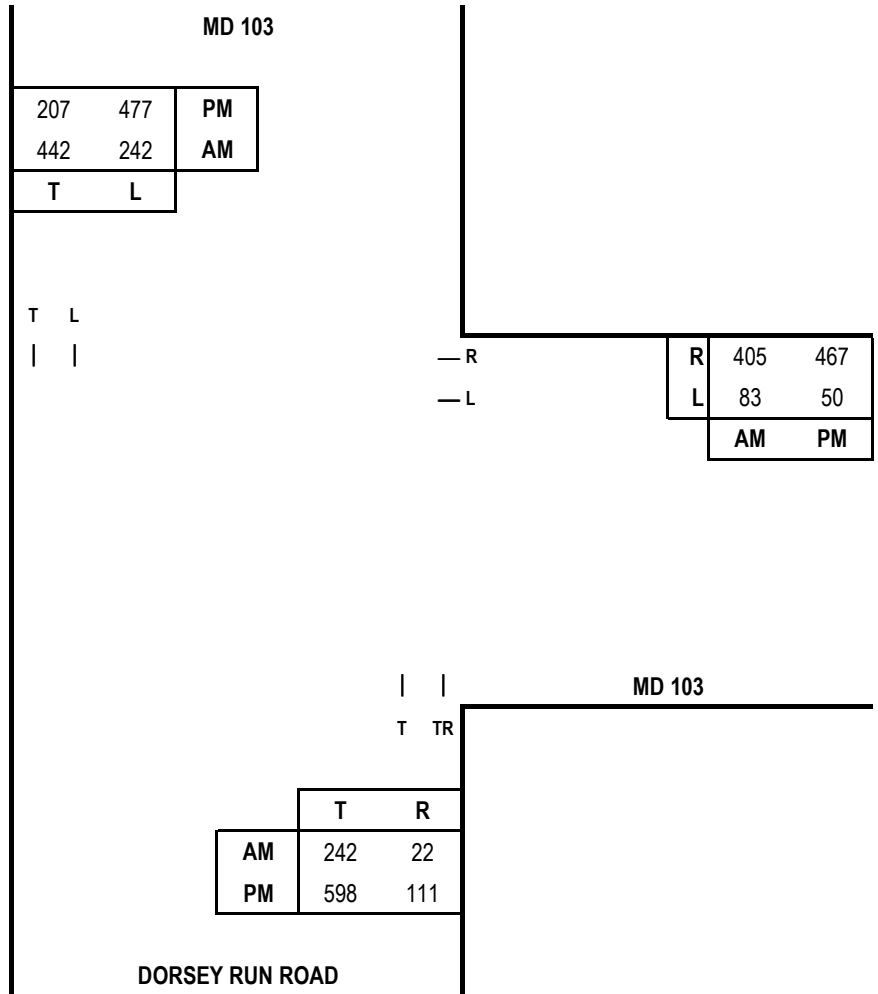 MD 103
207 477 PM
442 242 AM
T L
T L
R
L
R 405 467
L 83 50
AM PM
MD 103
T TR
T R
AM 242 22
PM 598 111
DORSEY RUN ROAD